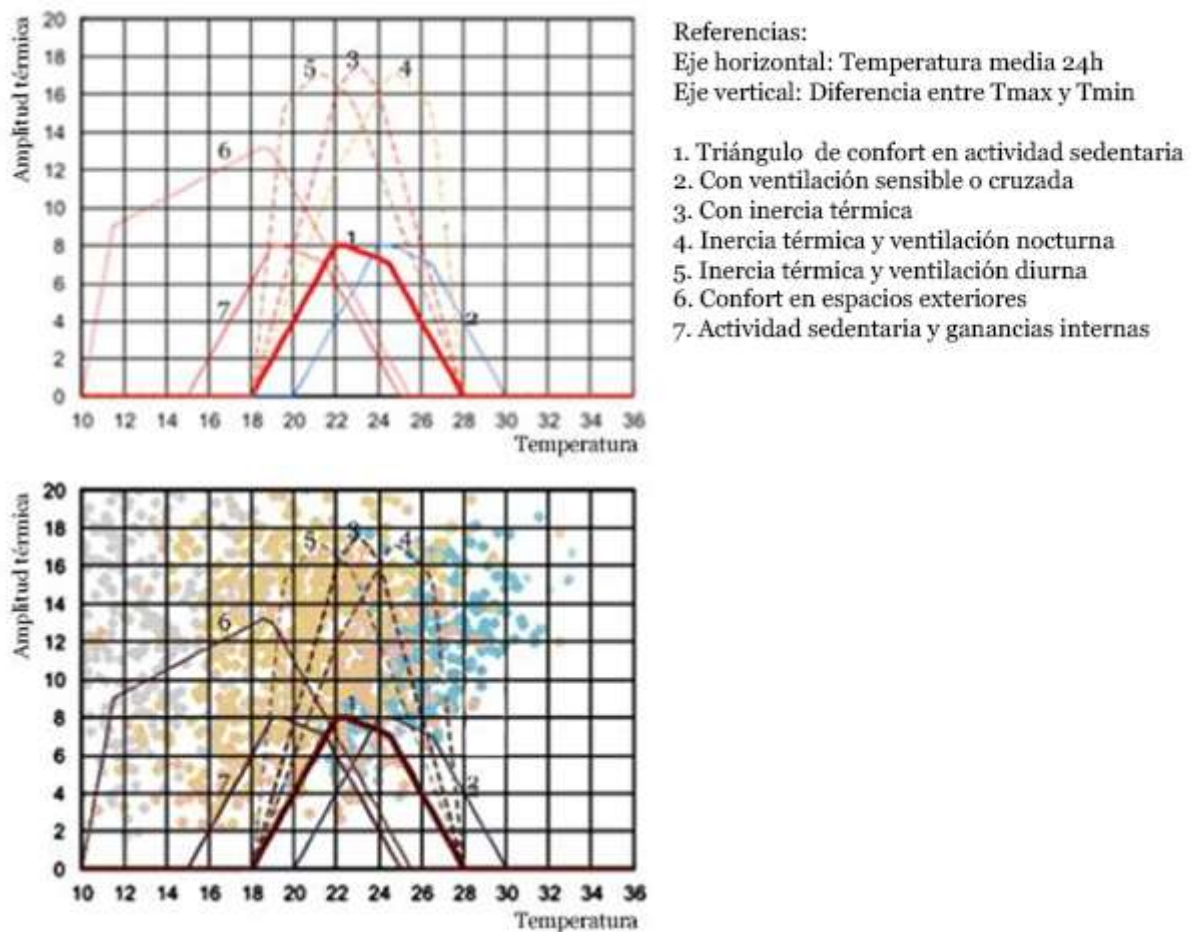 Amplitud térmica
20
18
16
14
12
10
8
6
4
2
0
5
3
4
6
1
7
2
10 12 14 16 18 20 22 24 26 28 30 32 34 36
Temperatura
Referencias:
Eje horizontal: Temperatura media 24h
Eje vertical: Diferencia entre Tmax y Tmin
1. Triángulo de confort en actividad sedentaria
2. Con ventilación sensible o cruzada
3. Con inercia térmica
4. Inercia térmica y ventilación nocturna
5. Inercia térmica y ventilación diurna
6. Confort en espacios exteriores
7. Actividad sedentaria y ganancias internas
Amplitud térmica
20
18
16
14
12
10
8
6
4
2
0
5
3
4
6
1
7
2
10 12 14 16 18 20 22 24 26 28 30 32 34 36
Temperatura